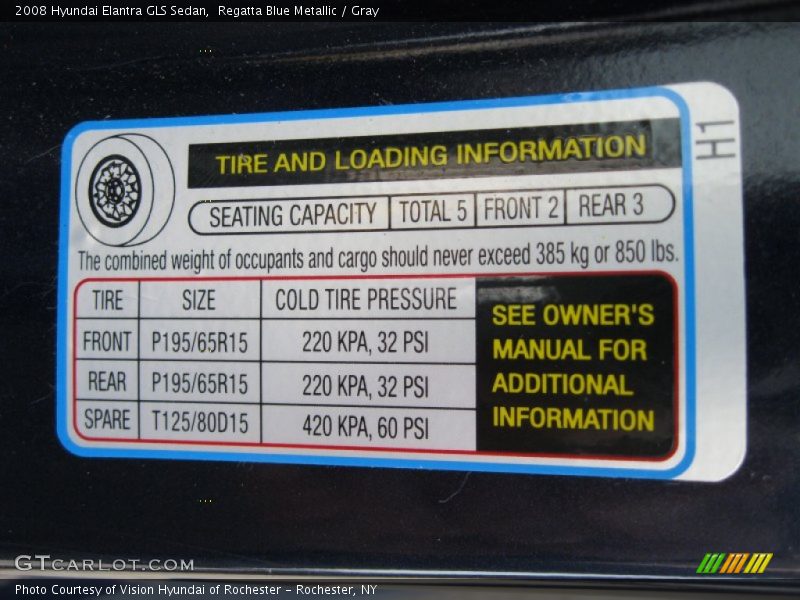 2008 Hyundai Elantra GLS Sedan,  Regatta Blue Metallic / Gray
H1
TIRE AND LOADING INFORMATION
SEATING CAPACITY TOTAL 5 FRONT 2 REAR 3
The combined weight of occupants and cargo should never exceed 385 kg or 850 lbs.
TIRE SIZE COLD TIRE PRESSURE
FRONT P195/65R15 220 KPA, 32 PSI
REAR P195/65R15 220 KPA, 32 PSI
SPARE T125/80D15 420 KPA, 60 PSI
SEE OWNER'S
MANUAL FOR
ADDITIONAL
INFORMATION
GTCARLOT.COM
Photo Courtesy of Vision Hyundai of Rochester - Rochester, NY